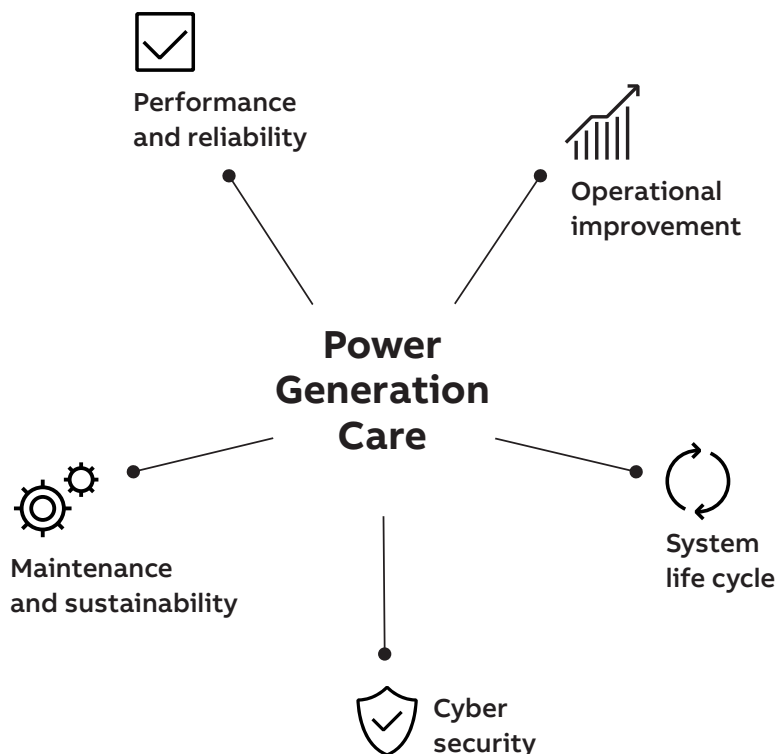 Performance
and reliability
Operational
improvement
Power
Generation
Care
Maintenance
and sustainability
System
life cycle
Cyber
security